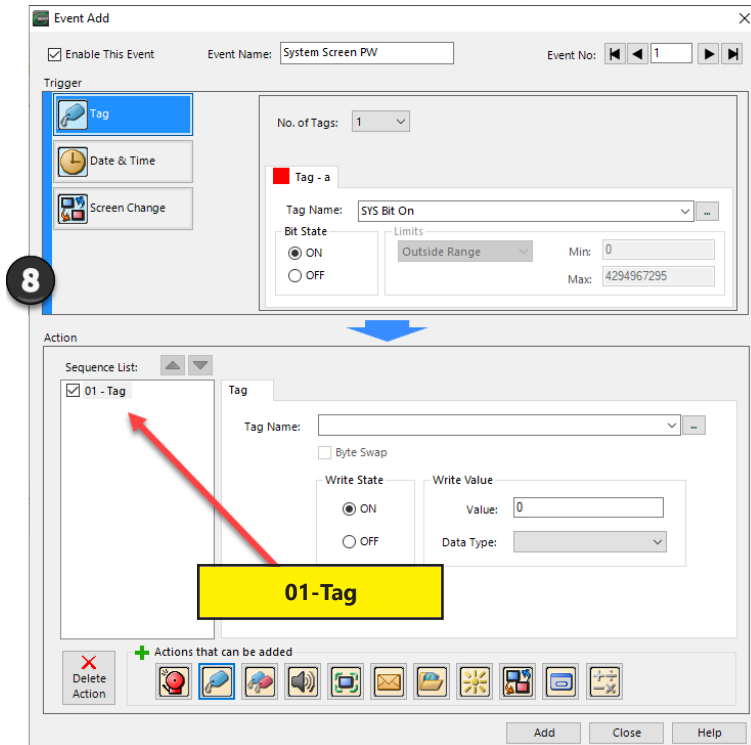 Event Add
Enable This Event Event Name: System Screen PW Event No: 1
Trigger
Tag
Date & Time
Screen Change
No. of Tags: 1
Tag - a
Tag Name: SYS Bit On ...
Bit State
ON
OFF
Limits
Outside Range Min: 0
Max: 4294967295
8
Action
Sequence List:
01 - Tag
Tag
Tag Name: ...
Byte Swap
Write State
ON
OFF
Write Value
Value: 0
Data Type:
01-Tag
Delete
Action
Actions that can be added
Add Close Help